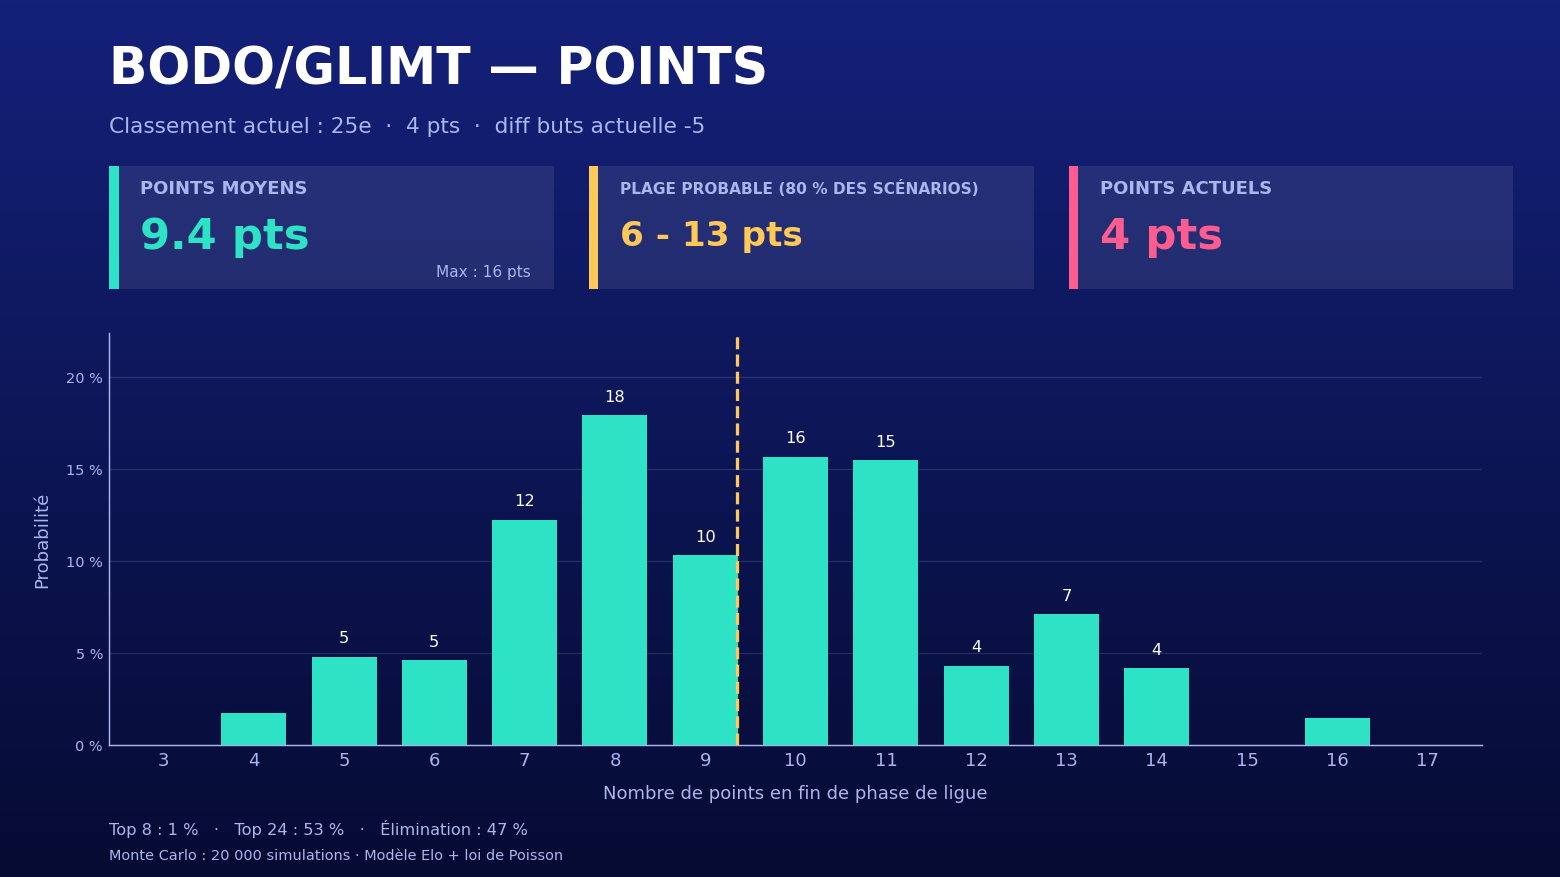 BODO/GLIMT — POINTS
Classement actuel : 25e · 4 pts · diff buts actuelle -5
POINTS MOYENS
9.4 pts
Max : 16 pts
PLAGE PROBABLE (80 % DES SCÉNARIOS)
6 - 13 pts
POINTS ACTUELS
4 pts
Probabilité
20 %
15 %
10 %
5 %
0 %
5
5
12
18
10
16
15
4
7
4
3 4 5 6 7 8 9 10 11 12 13 14 15 16 17
Nombre de points en fin de phase de ligue
Top 8 : 1 % · Top 24 : 53 % · Élimination : 47 %
Monte Carlo : 20 000 simulations · Modèle Elo + loi de Poisson